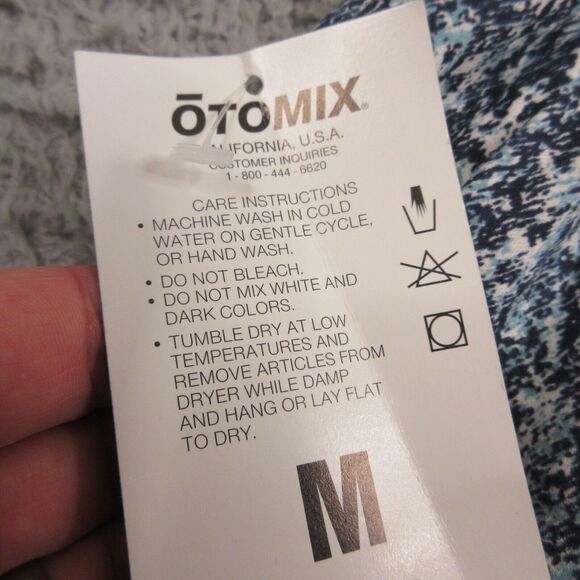 ŌTOMIX®
CALIFORNIA, U.S.A.
CUSTOMER INQUIRIES
1 - 800 - 444 - 6620
CARE INSTRUCTIONS
• MACHINE WASH IN COLD
WATER ON GENTLE CYCLE,
OR HAND WASH.
• DO NOT BLEACH.
• DO NOT MIX WHITE AND
DARK COLORS.
• TUMBLE DRY AT LOW
TEMPERATURES AND
REMOVE ARTICLES FROM
DRYER WHILE DAMP
AND HANG OR LAY FLAT
TO DRY.
M